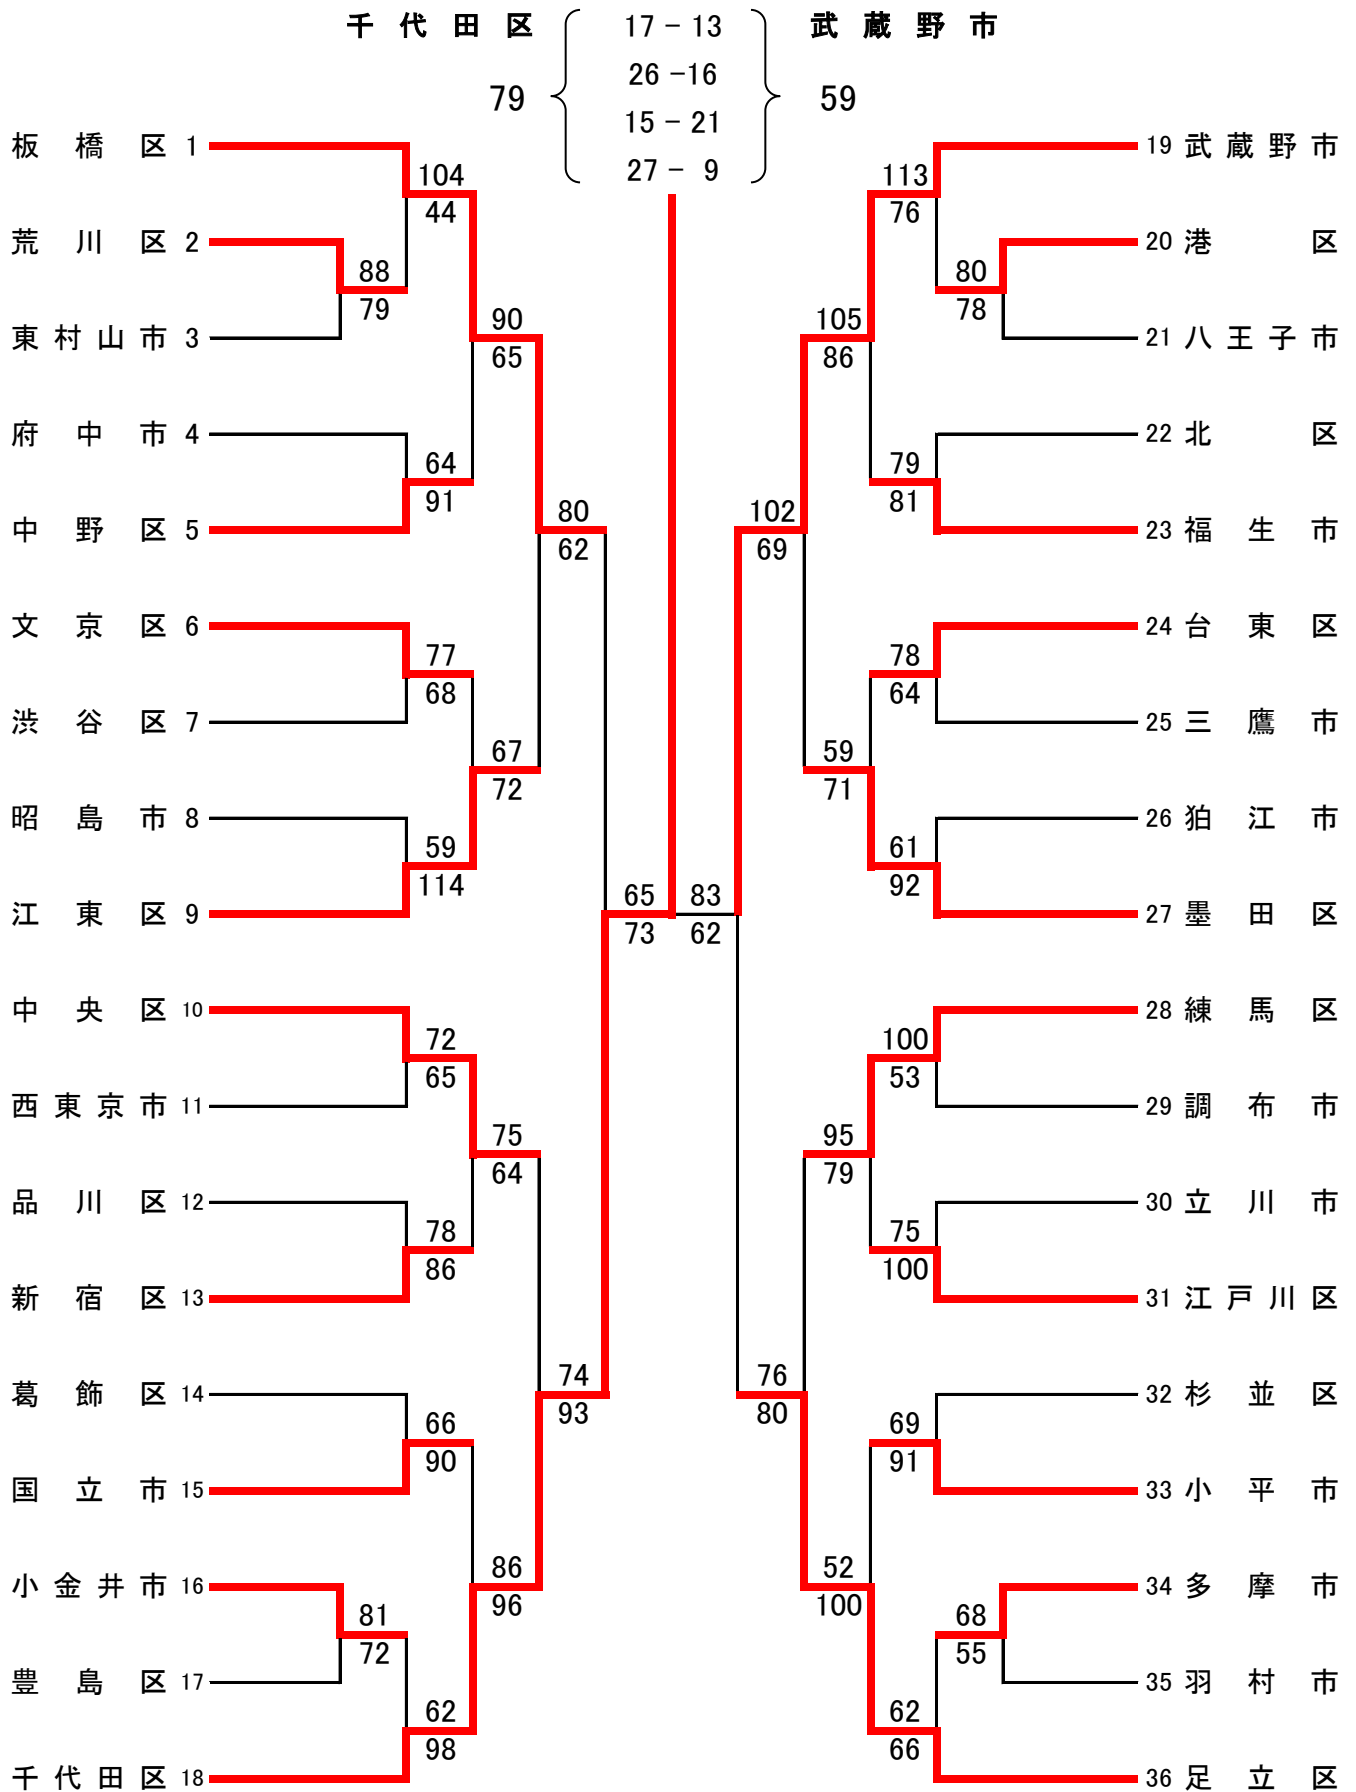 千代田区 17－13 武蔵野市
26－16
79 59
15－21
27－9
板橋区 1
荒川区 2
東村山市 3
府中市 4
中野区 5
文京区 6
渋谷区 7
昭島市 8
江東区 9
中央区 10
西東京市 11
品川区 12
新宿区 13
葛飾区 14
国立市 15
小金井市 16
豊島区 17
千代田区 18
104
44
88
79
64
91
77
68
59
114
72
65
78
86
66
90
81
72
62
98
90
65
67
72
75
64
86
96
80
62
74
93
65
73
83
62
102
69
76
80
105
86
59
71
95
79
52
100
113
76
80
78
79
81
78
64
61
92
100
53
75
100
69
91
68
55
62
66
19 武蔵野市
20 港区
21 八王子市
22 北区
23 福生市
24 台東区
25 三鷹市
26 狛江市
27 墨田区
28 練馬区
29 調布市
30 立川市
31 江戸川区
32 杉並区
33 小平市
34 多摩市
35 羽村市
36 足立区